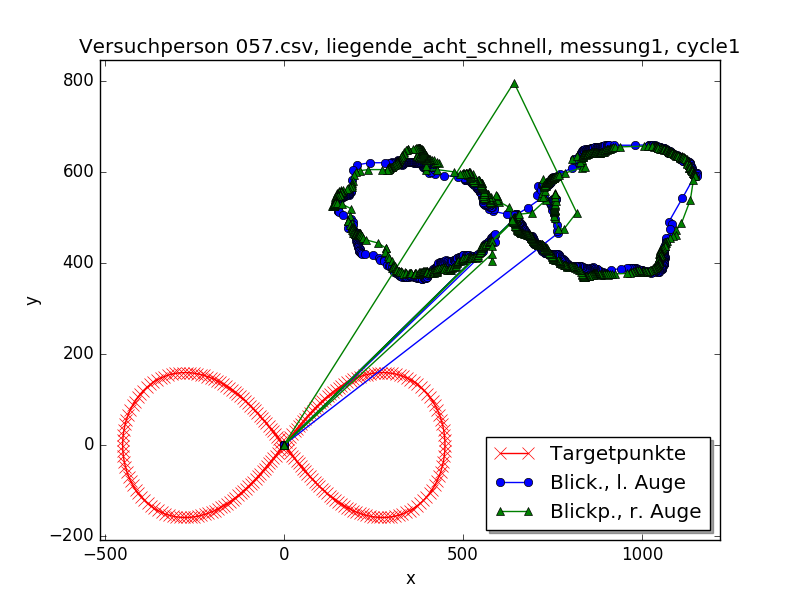 Versuchperson 057.csv, liegende_acht_schnell, messung1, cycle1
800
600
400
200
0
−200
y
−500
0
500
1000
x
Targetpunkte
Blick., l. Auge
Blickp., r. Auge